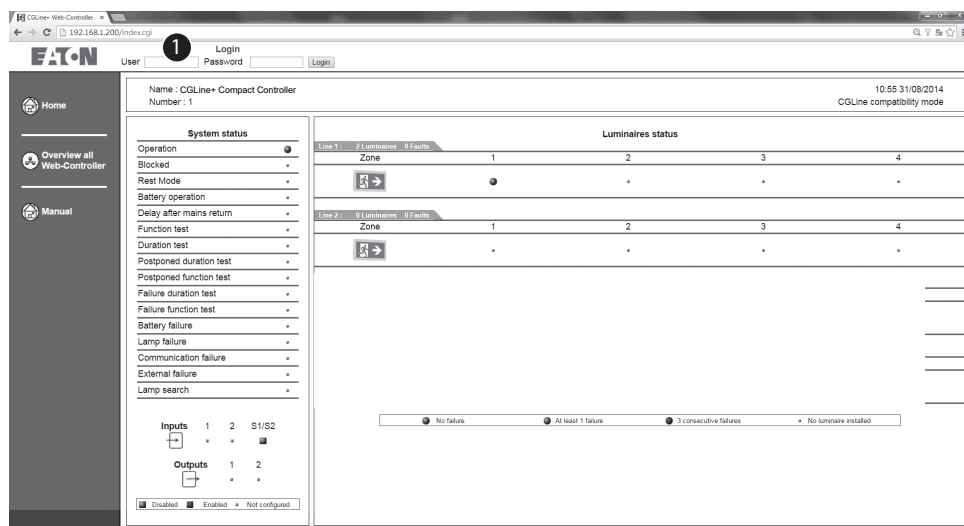 CGLine+ Web-Controller
192.168.1.200/index.cgi
EATON
1
Login
User
Password
Login
Home
Overview all
Web-Controller
Manual
Name : CGLine+ Compact Controller
Number : 1
10:55 31/08/2014
CGLine compatibility mode
System status
Operation
Blocked
Rest Mode
Battery operation
Delay after mains return
Function test
Duration test
Postponed duration test
Postponed function test
Failure duration test
Failure function test
Battery failure
Lamp failure
Communication failure
External failure
Lamp search
Inputs 1 2 S1/S2
Outputs 1 2
Disabled Enabled Not configured
Luminaires status
Line 1 : 2 Luminaires 0 Faults
Zone 1 2 3 4
Line 2 : 0 Luminaires 0 Faults
Zone 1 2 3 4
No failure At least 1 failure 3 consecutive failures No luminaire installed